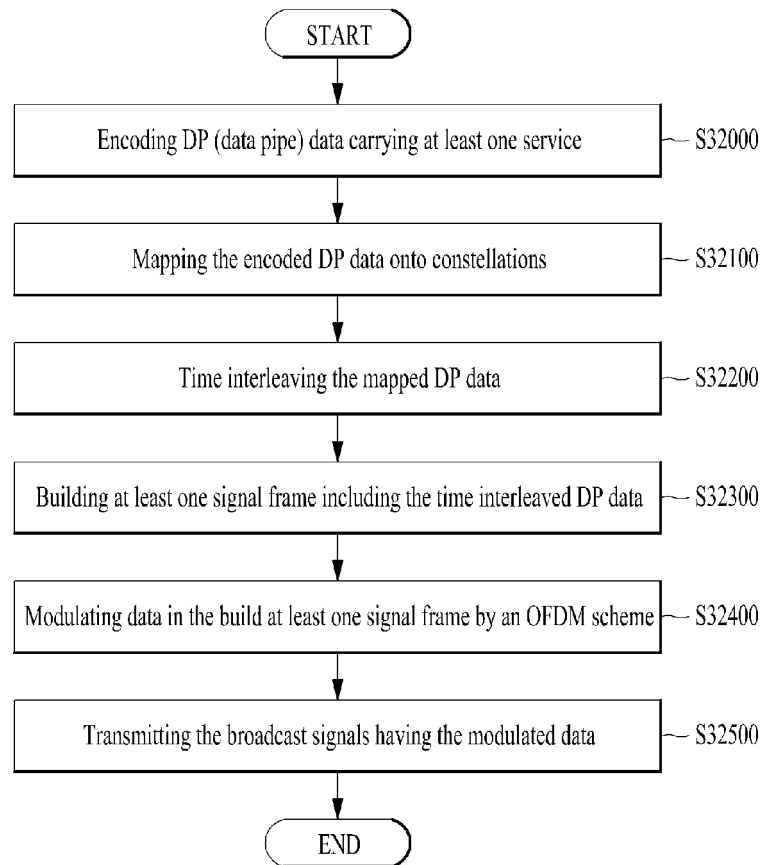 START
Encoding DP (data pipe) data carrying at least one service
S32000
Mapping the encoded DP data onto constellations
S32100
Time interleaving the mapped DP data
S32200
Building at least one signal frame including the time interleaved DP data
S32300
Modulating data in the build at least one signal frame by an OFDM scheme
S32400
Transmitting the broadcast signals having the modulated data
S32500
END